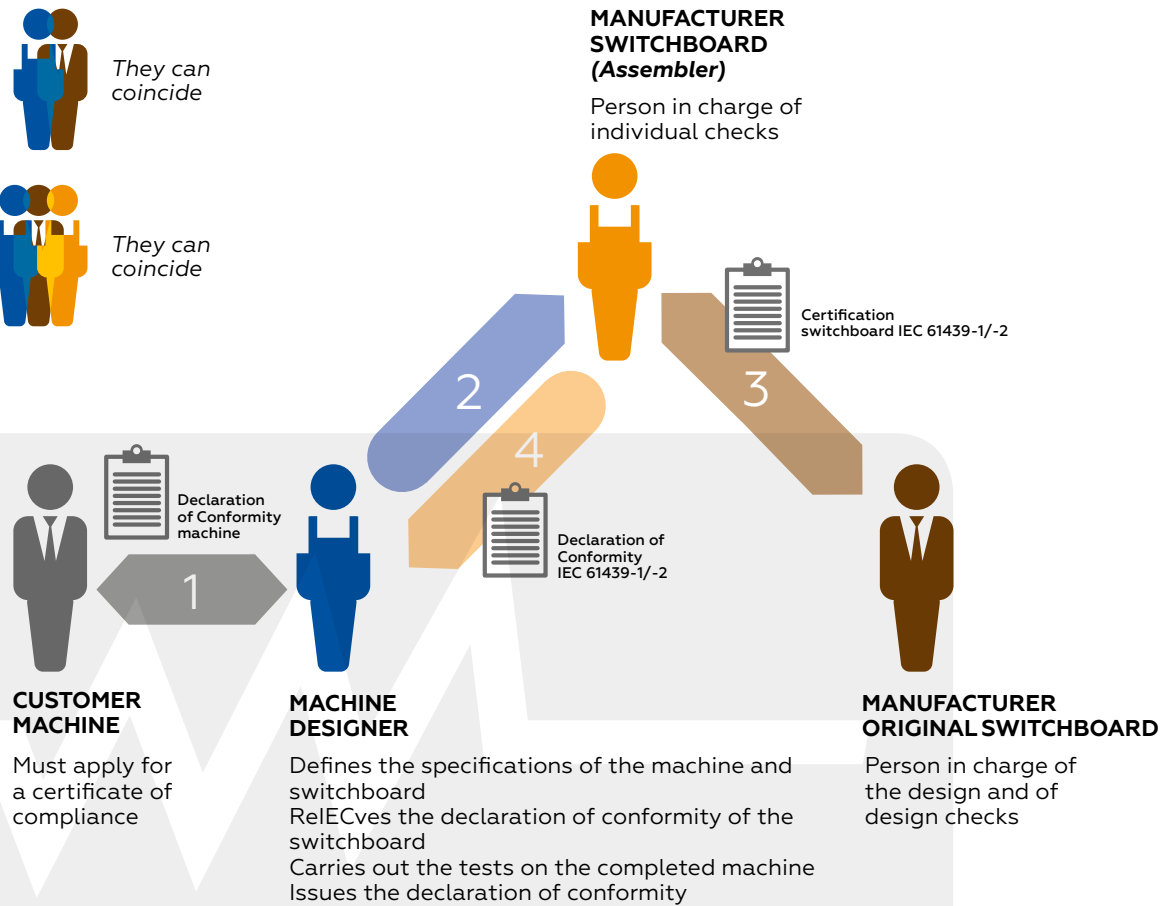 They can
coincide
They can
coincide
MANUFACTURER
SWITCHBOARD
(Assembler)
Person in charge of
individual checks
Certification
switchboard IEC 61439-1/-2
2
3
4
Declaration
of Conformity
machine
1
Declaration of
Conformity
IEC 61439-1/-2
CUSTOMER
MACHINE
Must apply for
a certificate of
compliance
MACHINE
DESIGNER
Defines the specifications of the machine and
switchboard
RelECves the declaration of conformity of the
switchboard
Carries out the tests on the completed machine
Issues the declaration of conformity
MANUFACTURER
ORIGINAL SWITCHBOARD
Person in charge of
the design and of
design checks